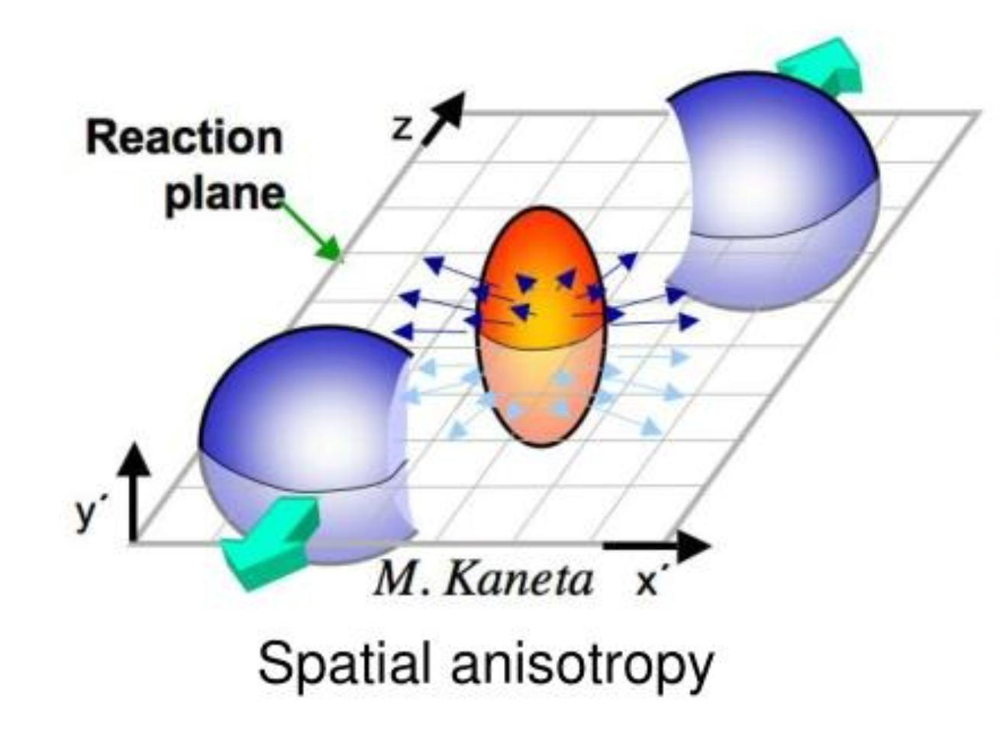 z
Reaction
plane
y´
M. Kaneta
x´
Spatial anisotropy